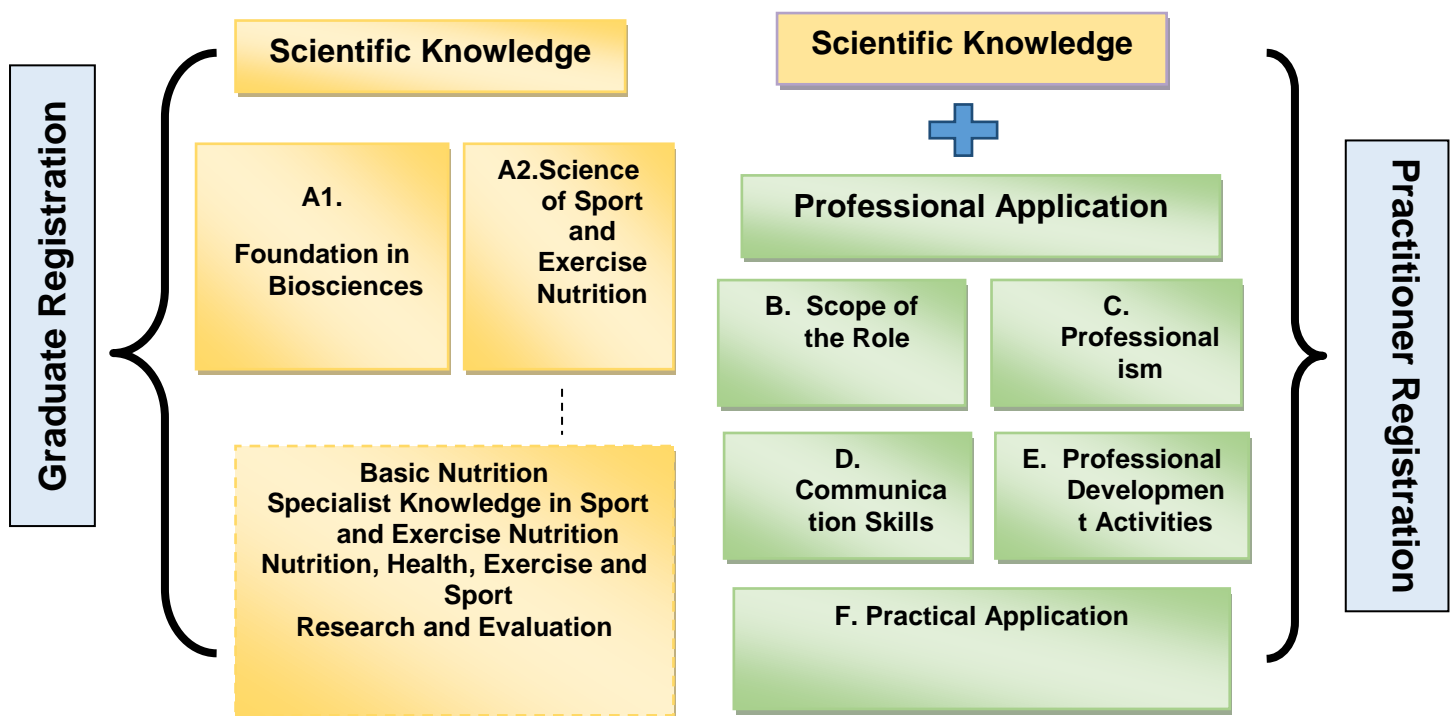 Graduate Registration
Scientific Knowledge
A1.
Foundation in
Biosciences
A2.Science
of Sport
and
Exercise
Nutrition
Basic Nutrition
Specialist Knowledge in Sport
and Exercise Nutrition
Nutrition, Health, Exercise and
Sport
Research and Evaluation
Scientific Knowledge
Professional Application
B. Scope of
the Role
C.
Professional
ism
D.
Communica
tion Skills
E. Professional
Developmen
t Activities
F. Practical Application
Practitioner Registration